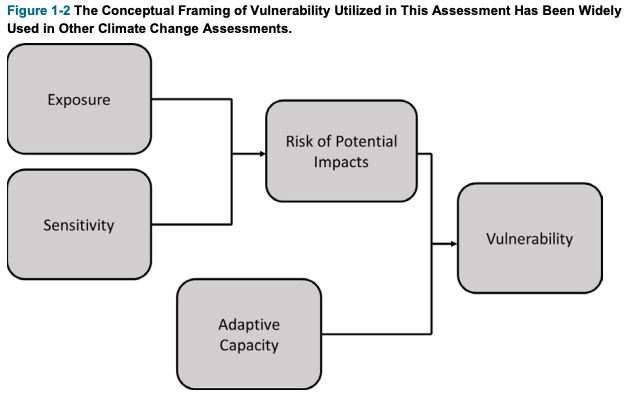 Figure 1-2 The Conceptual Framing of Vulnerability Utilized in This Assessment Has Been Widely
Used in Other Climate Change Assessments.
Exposure
Risk of Potential
Impacts
Sensitivity
Vulnerability
Adaptive
Capacity